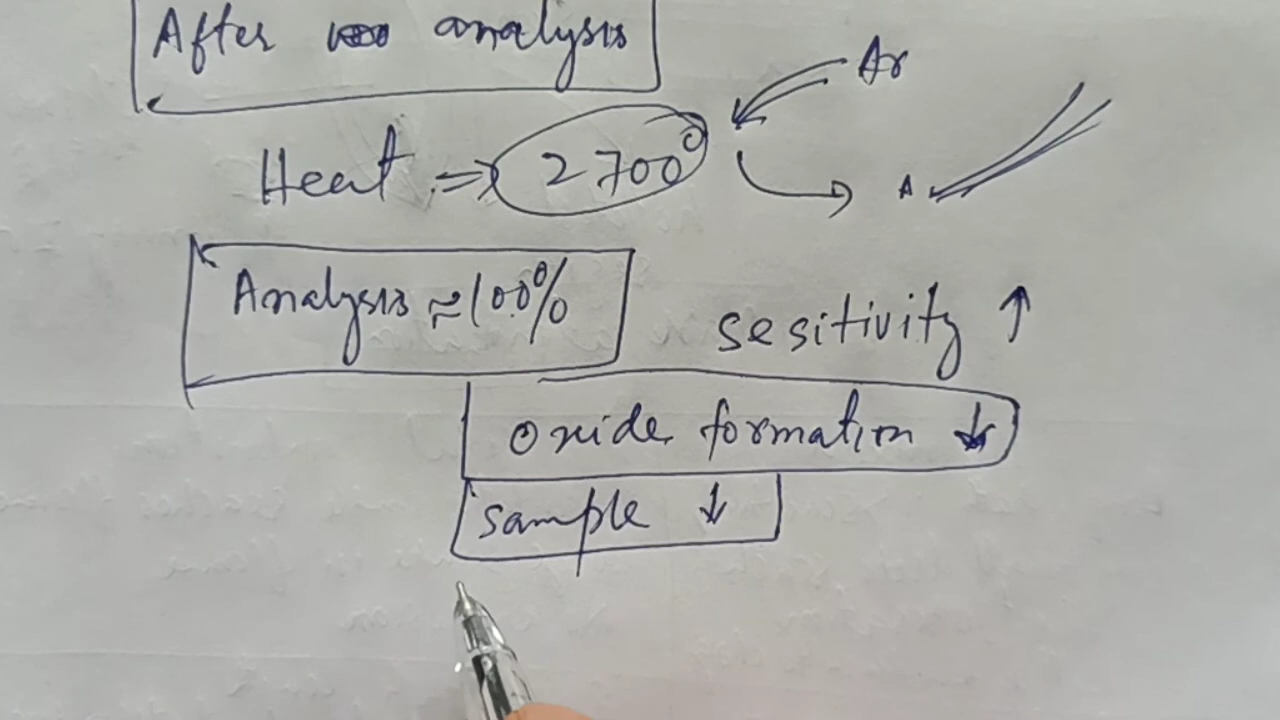 After analysis
Ar
Heat ⇒ 2700°
A
Analysis ≈ 100%
sesitivity ↑
oxide formation ↓
sample ↓